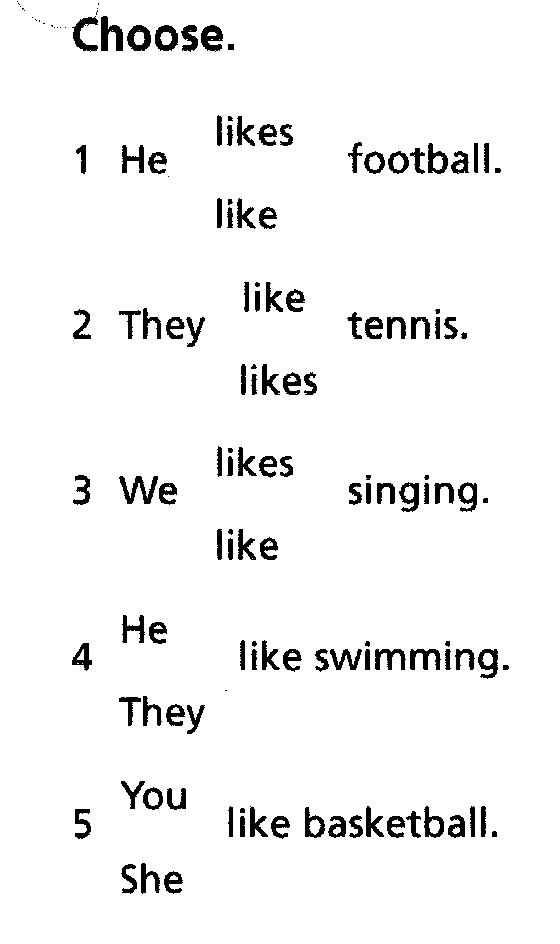 Choose.
likes
1 He football.
like
like
2 They tennis.
likes
likes
3 We singing.
like
He
4 like swimming.
They
You
5 like basketball.
She